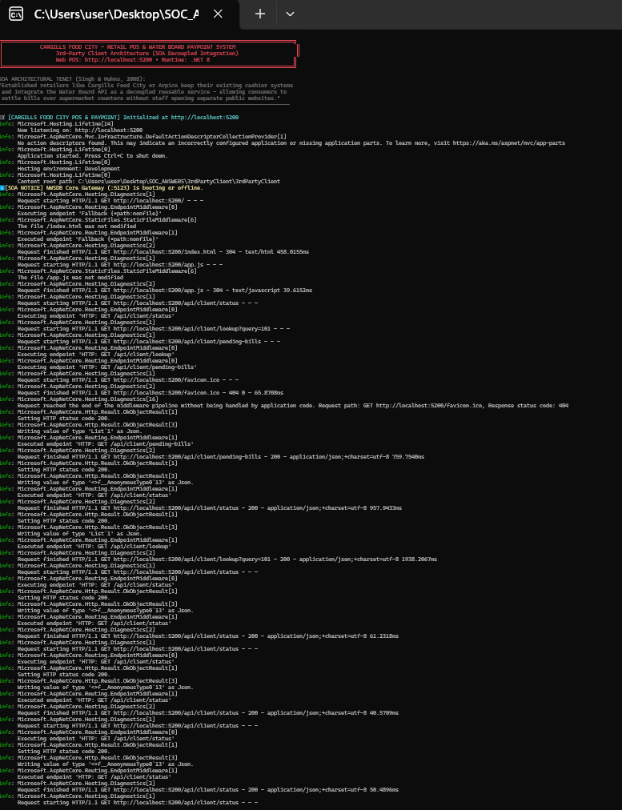 C:\Users\user\Desktop\SOC_A
CARGILLS FOOD CITY - RETAIL POS & WATER BOARD PAYPOINT SYSTEM
3rd-Party Client Architecture (SOA Decoupled Integration)
Web POS: http://localhost:5200 • Runtime: .NET 8
SOA ARCHITECTURAL TENET (Singh & Huhns, 2005):
"Established retailers like Cargills Food City or Arpico keep their existing cashier systems
and integrate the Water Board API as a decoupled reusable service - allowing consumers to
settle bills over supermarket counters without staff opening separate public websites."
[CARGILLS FOOD CITY POS & PAYPOINT] Initialized at http://localhost:5200
info: Microsoft.Hosting.Lifetime[14]
Now listening on: http://localhost:5200
info: Microsoft.AspNetCore.Mvc.Infrastructure.DefaultActionDescriptorCollectionProvider[1]
No action descriptors found. This may indicate an incorrectly configured application or missing application parts. To learn more, visit https://aka.ms/aspnet/mvc/app-parts
info: Microsoft.Hosting.Lifetime[0]
Application started. Press Ctrl+C to shut down.
info: Microsoft.Hosting.Lifetime[0]
Hosting environment: Development
info: Microsoft.Hosting.Lifetime[0]
Content root path: C:\Users\user\Desktop\SOC_ANSWERS\3rdPartyClient\3rdPartyClient
[SOA NOTICE] NWSDB Core Gateway (:5123) is booting or offline.
info: Microsoft.AspNetCore.Hosting.Diagnostics[1]
Request starting HTTP/1.1 GET http://localhost:5200/ - - -
info: Microsoft.AspNetCore.Routing.EndpointMiddleware[0]
Executing endpoint 'Fallback {*path:nonfile}'
info: Microsoft.AspNetCore.StaticFiles.StaticFileMiddleware[6]
The file /index.html was not modified
info: Microsoft.AspNetCore.Routing.EndpointMiddleware[1]
Executed endpoint 'Fallback {*path:nonfile}'
info: Microsoft.AspNetCore.Hosting.Diagnostics[2]
Request finished HTTP/1.1 GET http://localhost:5200/index.html - 304 - text/html 458.0155ms
info: Microsoft.AspNetCore.Hosting.Diagnostics[1]
Request starting HTTP/1.1 GET http://localhost:5200/app.js - - -
info: Microsoft.AspNetCore.StaticFiles.StaticFileMiddleware[6]
The file /app.js was not modified
info: Microsoft.AspNetCore.Hosting.Diagnostics[2]
Request finished HTTP/1.1 GET http://localhost:5200/app.js - 304 - text/javascript 39.6152ms
info: Microsoft.AspNetCore.Hosting.Diagnostics[1]
Request starting HTTP/1.1 GET http://localhost:5200/api/client/status - - -
info: Microsoft.AspNetCore.Routing.EndpointMiddleware[0]
Executing endpoint 'HTTP: GET /api/client/status'
info: Microsoft.AspNetCore.Hosting.Diagnostics[1]
Request starting HTTP/1.1 GET http://localhost:5200/api/client/lookup?query=101 - - -
info: Microsoft.AspNetCore.Hosting.Diagnostics[1]
Request starting HTTP/1.1 GET http://localhost:5200/api/client/pending-bills - - -
info: Microsoft.AspNetCore.Routing.EndpointMiddleware[0]
Executing endpoint 'HTTP: GET /api/client/lookup'
info: Microsoft.AspNetCore.Routing.EndpointMiddleware[0]
Executing endpoint 'HTTP: GET /api/client/pending-bills'
info: Microsoft.AspNetCore.Hosting.Diagnostics[1]
Request starting HTTP/1.1 GET http://localhost:5200/favicon.ico - - -
info: Microsoft.AspNetCore.Hosting.Diagnostics[2]
Request finished HTTP/1.1 GET http://localhost:5200/favicon.ico - 404 0 - 65.8708ms
info: Microsoft.AspNetCore.Hosting.Diagnostics[16]
Request reached the end of the middleware pipeline without being handled by application code. Request path: GET http://localhost:5200/favicon.ico, Response status code: 404
info: Microsoft.AspNetCore.Http.Result.OkObjectResult[1]
Setting HTTP status code 200.
info: Microsoft.AspNetCore.Http.Result.OkObjectResult[3]
Writing value of type 'List`1' as Json.
info: Microsoft.AspNetCore.Routing.EndpointMiddleware[1]
Executed endpoint 'HTTP: GET /api/client/pending-bills'
info: Microsoft.AspNetCore.Hosting.Diagnostics[2]
Request finished HTTP/1.1 GET http://localhost:5200/api/client/pending-bills - 200 - application/json;+charset=utf-8 759.7540ms
info: Microsoft.AspNetCore.Http.Result.OkObjectResult[1]
Setting HTTP status code 200.
info: Microsoft.AspNetCore.Http.Result.OkObjectResult[3]
Writing value of type '<>f__AnonymousType0`13' as Json.
info: Microsoft.AspNetCore.Routing.EndpointMiddleware[1]
Executed endpoint 'HTTP: GET /api/client/status'
info: Microsoft.AspNetCore.Hosting.Diagnostics[2]
Request finished HTTP/1.1 GET http://localhost:5200/api/client/status - 200 - application/json;+charset=utf-8 957.9433ms
info: Microsoft.AspNetCore.Http.Result.OkObjectResult[1]
Setting HTTP status code 200.
info: Microsoft.AspNetCore.Http.Result.OkObjectResult[3]
Writing value of type 'List`1' as Json.
info: Microsoft.AspNetCore.Routing.EndpointMiddleware[1]
Executed endpoint 'HTTP: GET /api/client/lookup'
info: Microsoft.AspNetCore.Hosting.Diagnostics[2]
Request finished HTTP/1.1 GET http://localhost:5200/api/client/lookup?query=101 - 200 - application/json;+charset=utf-8 1938.2067ms
info: Microsoft.AspNetCore.Hosting.Diagnostics[1]
Request starting HTTP/1.1 GET http://localhost:5200/api/client/status - - -
info: Microsoft.AspNetCore.Routing.EndpointMiddleware[0]
Executing endpoint 'HTTP: GET /api/client/status'
info: Microsoft.AspNetCore.Http.Result.OkObjectResult[1]
Setting HTTP status code 200.
info: Microsoft.AspNetCore.Http.Result.OkObjectResult[3]
Writing value of type '<>f__AnonymousType0`13' as Json.
info: Microsoft.AspNetCore.Routing.EndpointMiddleware[1]
Executed endpoint 'HTTP: GET /api/client/status'
info: Microsoft.AspNetCore.Hosting.Diagnostics[2]
Request finished HTTP/1.1 GET http://localhost:5200/api/client/status - 200 - application/json;+charset=utf-8 61.2318ms
info: Microsoft.AspNetCore.Hosting.Diagnostics[1]
Request starting HTTP/1.1 GET http://localhost:5200/api/client/status - - -
info: Microsoft.AspNetCore.Routing.EndpointMiddleware[0]
Executing endpoint 'HTTP: GET /api/client/status'
info: Microsoft.AspNetCore.Http.Result.OkObjectResult[1]
Setting HTTP status code 200.
info: Microsoft.AspNetCore.Http.Result.OkObjectResult[3]
Writing value of type '<>f__AnonymousType0`13' as Json.
info: Microsoft.AspNetCore.Routing.EndpointMiddleware[1]
Executed endpoint 'HTTP: GET /api/client/status'
info: Microsoft.AspNetCore.Hosting.Diagnostics[2]
Request finished HTTP/1.1 GET http://localhost:5200/api/client/status - 200 - application/json;+charset=utf-8 40.5709ms
info: Microsoft.AspNetCore.Hosting.Diagnostics[1]
Request starting HTTP/1.1 GET http://localhost:5200/api/client/status - - -
info: Microsoft.AspNetCore.Routing.EndpointMiddleware[0]
Executing endpoint 'HTTP: GET /api/client/status'
info: Microsoft.AspNetCore.Http.Result.OkObjectResult[1]
Setting HTTP status code 200.
info: Microsoft.AspNetCore.Http.Result.OkObjectResult[3]
Writing value of type '<>f__AnonymousType0`13' as Json.
info: Microsoft.AspNetCore.Routing.EndpointMiddleware[1]
Executed endpoint 'HTTP: GET /api/client/status'
info: Microsoft.AspNetCore.Hosting.Diagnostics[2]
Request finished HTTP/1.1 GET http://localhost:5200/api/client/status - 200 - application/json;+charset=utf-8 50.4896ms
info: Microsoft.AspNetCore.Hosting.Diagnostics[1]
Request starting HTTP/1.1 GET http://localhost:5200/api/client/status - - -